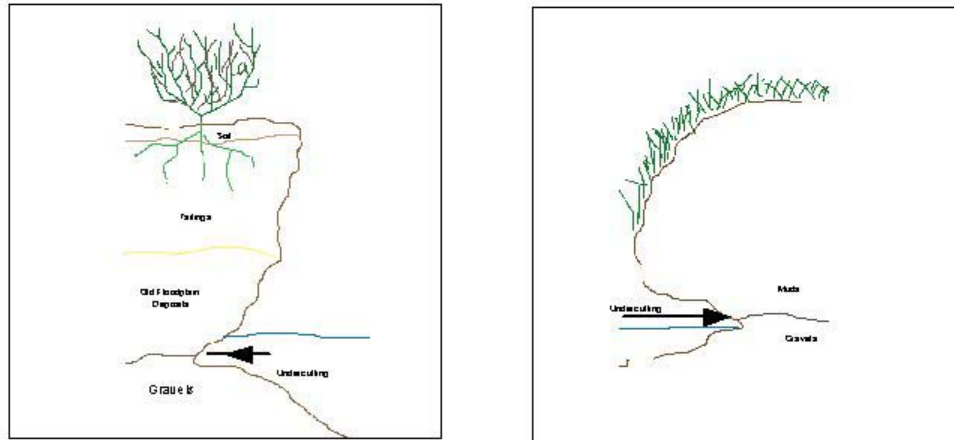 Soil
Tailings
Old Floodplain
Deposits
Undercutting
Gravels
Muds
Undercutting
Gravels